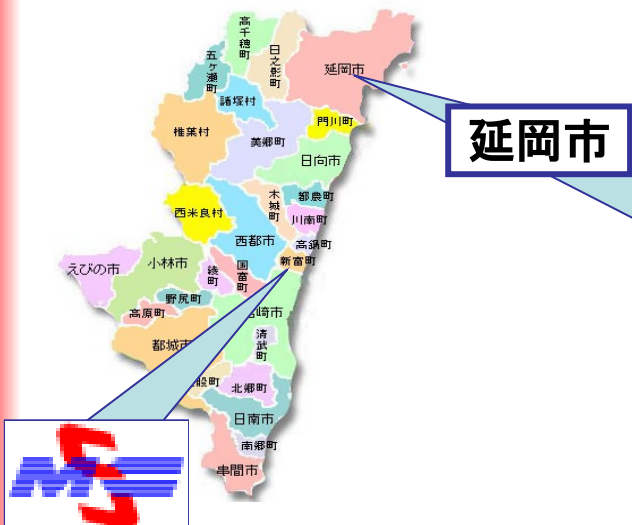 高千穂町
日之影町
五ヶ瀬町
延岡市
諸塚村
門川町
延岡市
椎葉村
美郷町
日向市
木城町
都農町
西米良村
川南町
西都市
高鍋町
えびの市
小林市
綾町
国富町
新富町
野尻町
高原町
崎市
清武町
都城市
股町
北郷町
日南市
南郷町
串間市
MSE